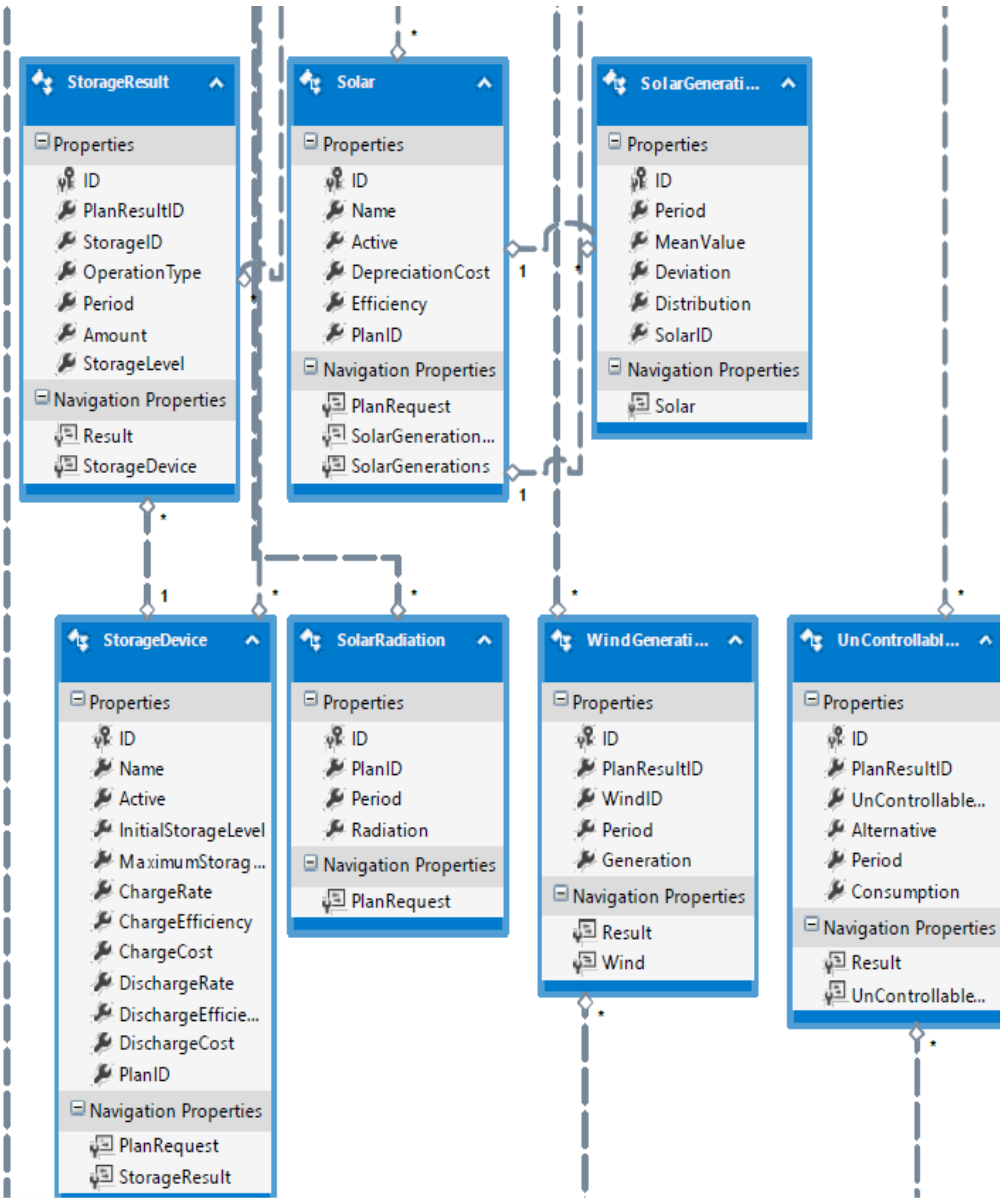 *
StorageResult
Properties
ID
PlanResultID
StorageID
OperationType
Period
Amount
StorageLevel
Navigation Properties
Result
StorageDevice
Solar
Properties
ID
Name
Active
DepreciationCost
Efficiency
PlanID
Navigation Properties
PlanRequest
SolarGeneration...
SolarGenerations
SolarGenerati...
Properties
ID
Period
MeanValue
Deviation
Distribution
SolarID
Navigation Properties
Solar
1
*
*
1
*
1
*
*
*
*
StorageDevice
Properties
ID
Name
Active
InitialStorageLevel
MaximumStorag...
ChargeRate
ChargeEfficiency
ChargeCost
DischargeRate
DischargeEfficie...
DischargeCost
PlanID
Navigation Properties
PlanRequest
StorageResult
SolarRadiation
Properties
ID
PlanID
Period
Radiation
Navigation Properties
PlanRequest
WindGenerati...
Properties
ID
PlanResultID
WindID
Period
Generation
Navigation Properties
Result
Wind
*
UnControllabl...
Properties
ID
PlanResultID
UnControllable...
Alternative
Period
Consumption
Navigation Properties
Result
UnControllable...
*